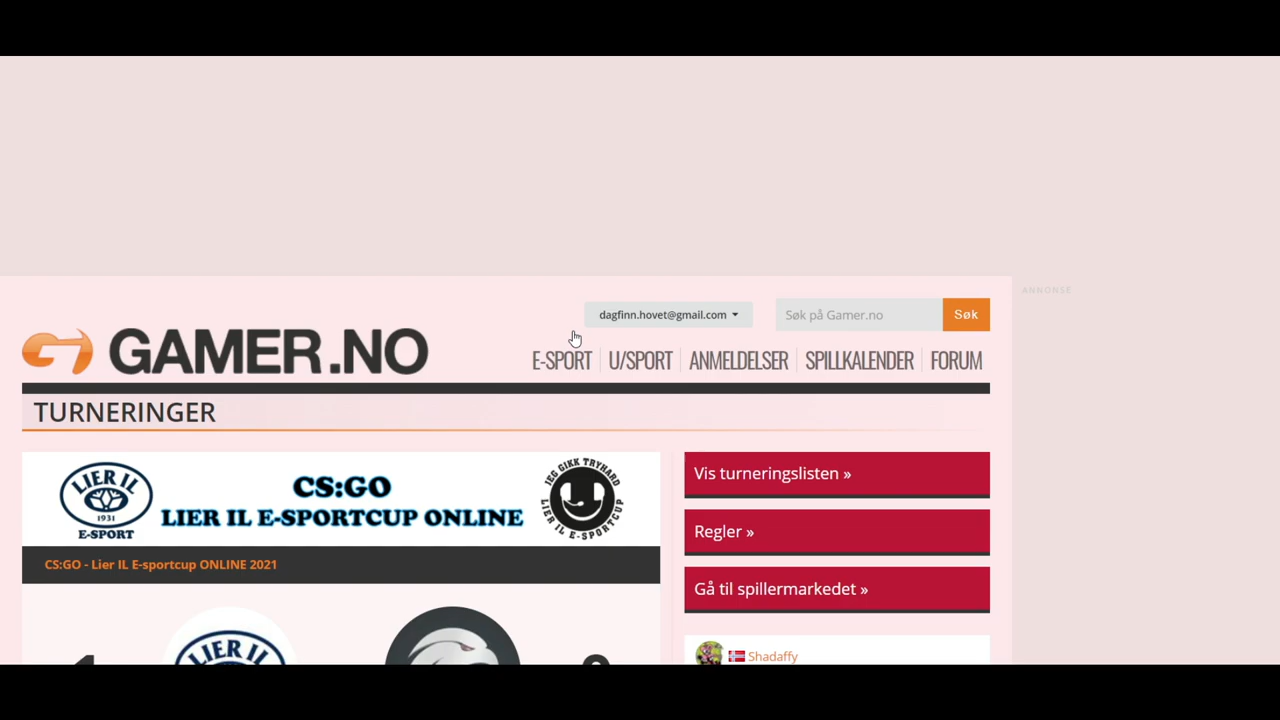 ANNONSE
dagfinn.hovet@gmail.com
Søk på Gamer.no
Søk
GAMER.NO
E-SPORT
U/SPORT
ANMELDELSER
SPILLKALENDER
FORUM
TURNERINGER
LIER IL
1931
E-SPORT
CS:GO
LIER IL E-SPORTCUP ONLINE
JEG GIKK TRYHARD
LIER IL E-SPORTCUP
CS:GO - Lier IL E-sportcup ONLINE 2021
Vis turneringslisten »
Regler »
Gå til spillermarkedet »
LIER IL
Shadaffy